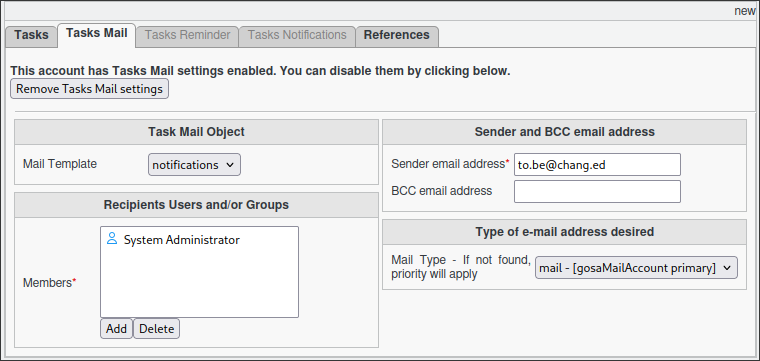 new
Tasks Tasks Mail Tasks Reminder Tasks Notifications References
This account has Tasks Mail settings enabled. You can disable them by clicking below.
Remove Tasks Mail settings
Task Mail Object
Mail Template notifications
Recipients Users and/or Groups
Members*
System Administrator
Add Delete
Sender and BCC email address
Sender email address* to.be@chang.ed
BCC email address
Type of e-mail address desired
Mail Type - If not found,
priority will apply
mail - [gosaMailAccount primary]